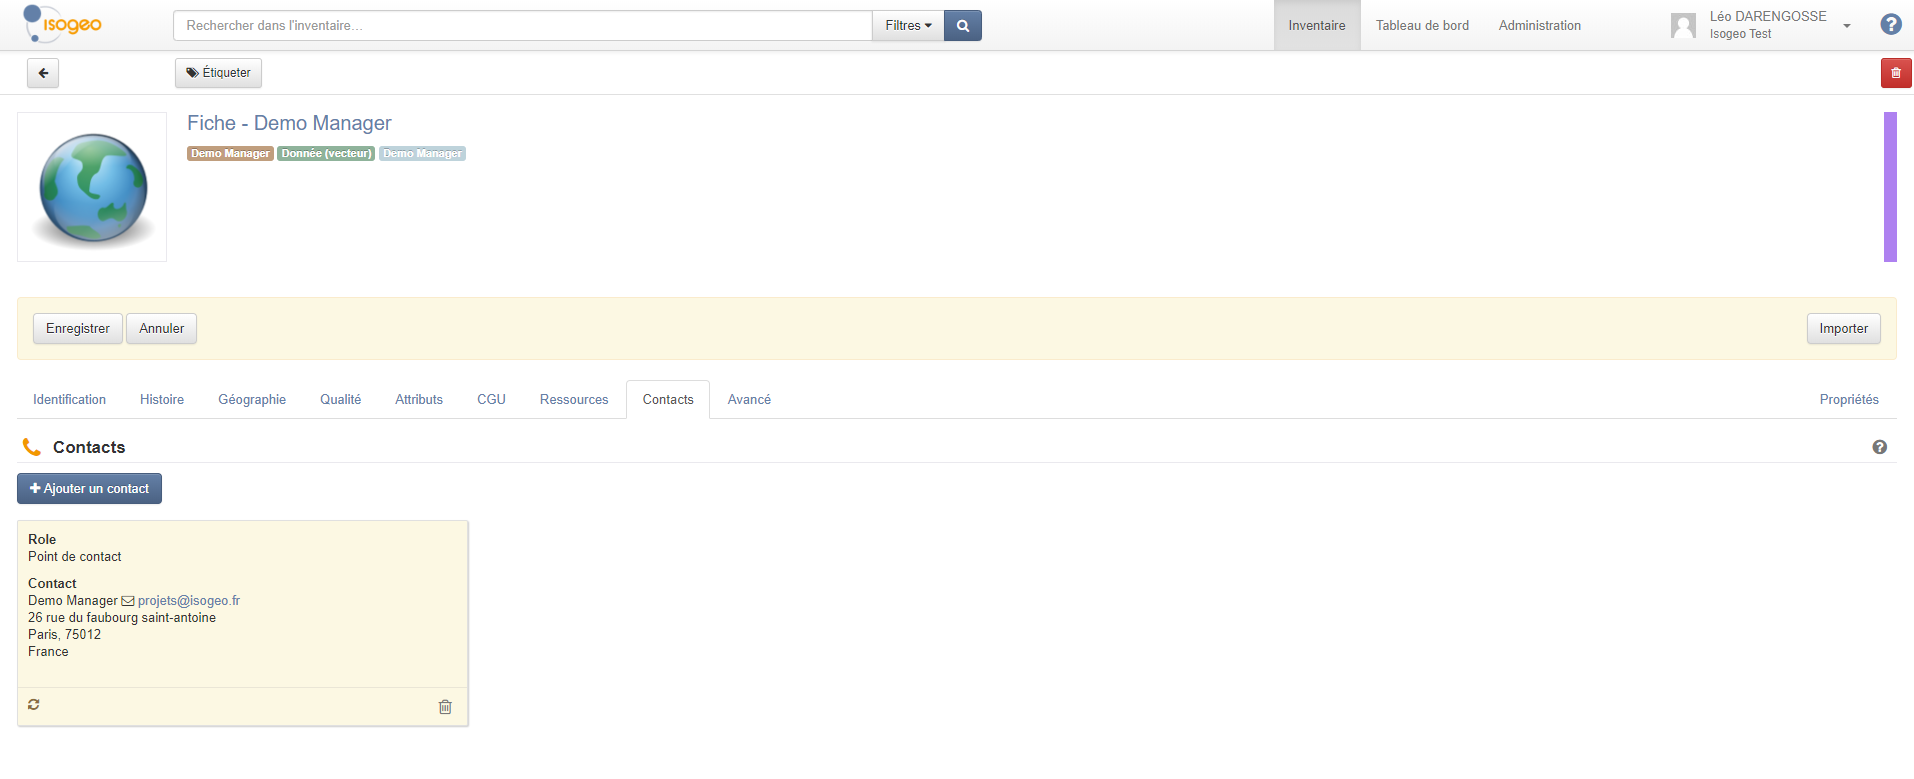 isogeo
Rechercher dans l'inventaire...
Filtres
Inventaire
Tableau de bord
Administration
Léo DARENGOSSE
Isogeo Test
?
Étiqueter
Fiche - Demo Manager
Demo Manager Donnée (vecteur) Demo Manager
Enregistrer
Annuler
Importer
Identification
Histoire
Géographie
Qualité
Attributs
CGU
Ressources
Contacts
Avancé
Propriétés
Contacts
?
+ Ajouter un contact
Role
Point de contact
Contact
Demo Manager projets@isogeo.fr
26 rue du faubourg saint-antoine
Paris, 75012
France